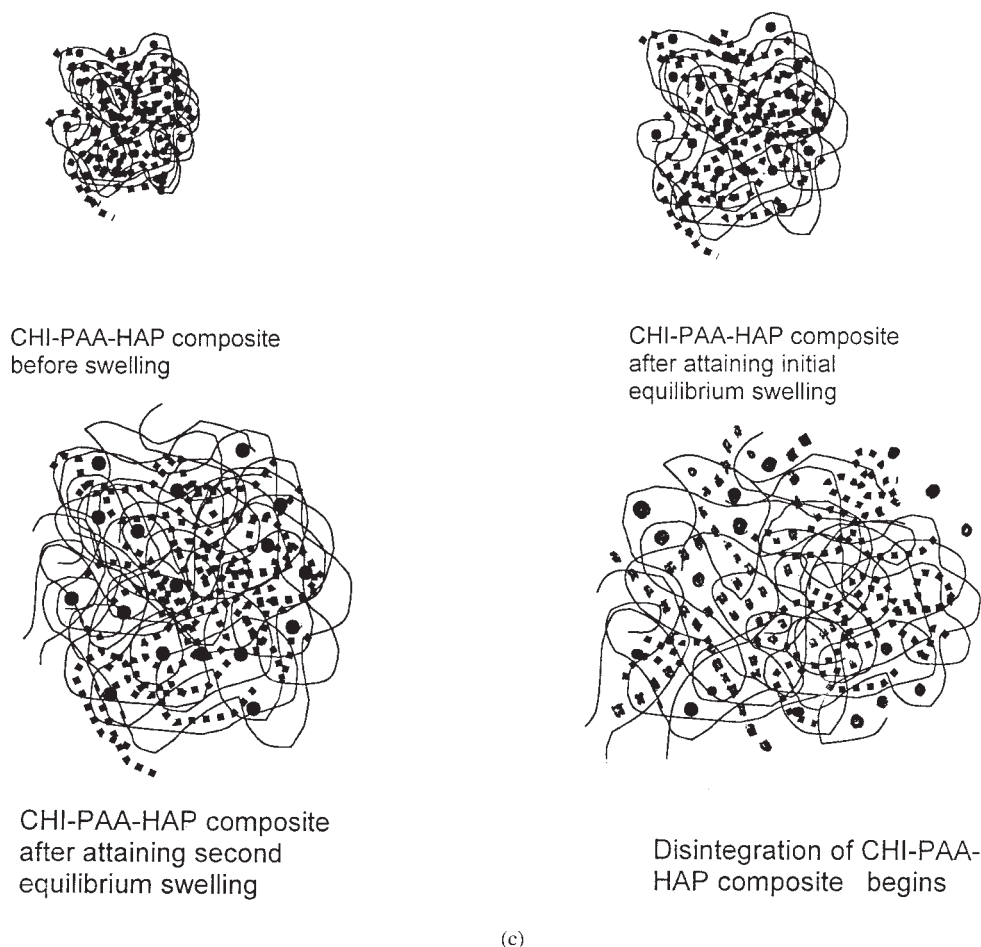 CHI-PAA-HAP composite
before swelling
CHI-PAA-HAP composite
after attaining initial
equilibrium swelling
CHI-PAA-HAP composite
after attaining second
equilibrium swelling
Disintegration of CHI-PAA-
HAP composite begins
(c)